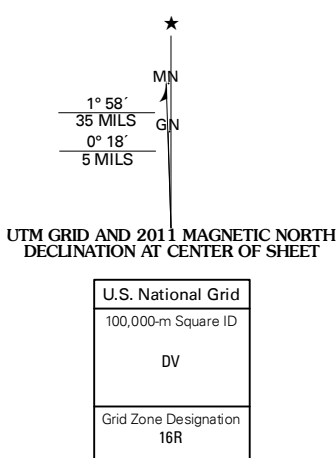 MN
1° 58´
35 MILS
GN
0° 18´
5 MILS
UTM GRID AND 2011 MAGNETIC NORTH
DECLINATION AT CENTER OF SHEET
U.S. National Grid
100,000-m Square ID
DV
Grid Zone Designation
16R